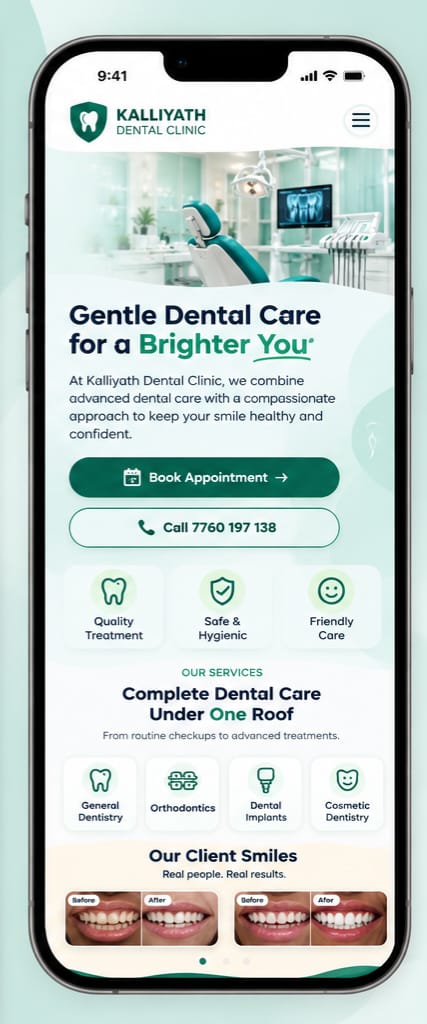 9:41
KALLIYATH
DENTAL CLINIC
Gentle Dental Care
for a Brighter You
At Kalliyath Dental Clinic, we combine
advanced dental care with a compassionate
approach to keep your smile healthy and
confident.
Book Appointment →
Call 7760 197 138
Quality
Treatment
Safe &
Hygienic
Friendly
Care
OUR SERVICES
Complete Dental Care
Under One Roof
From routine checkups to advanced treatments.
General
Dentistry
Orthodontics
Dental
Implants
Cosmetic
Dentistry
Our Client Smiles
Real people. Real results.
Before
After
Before
After